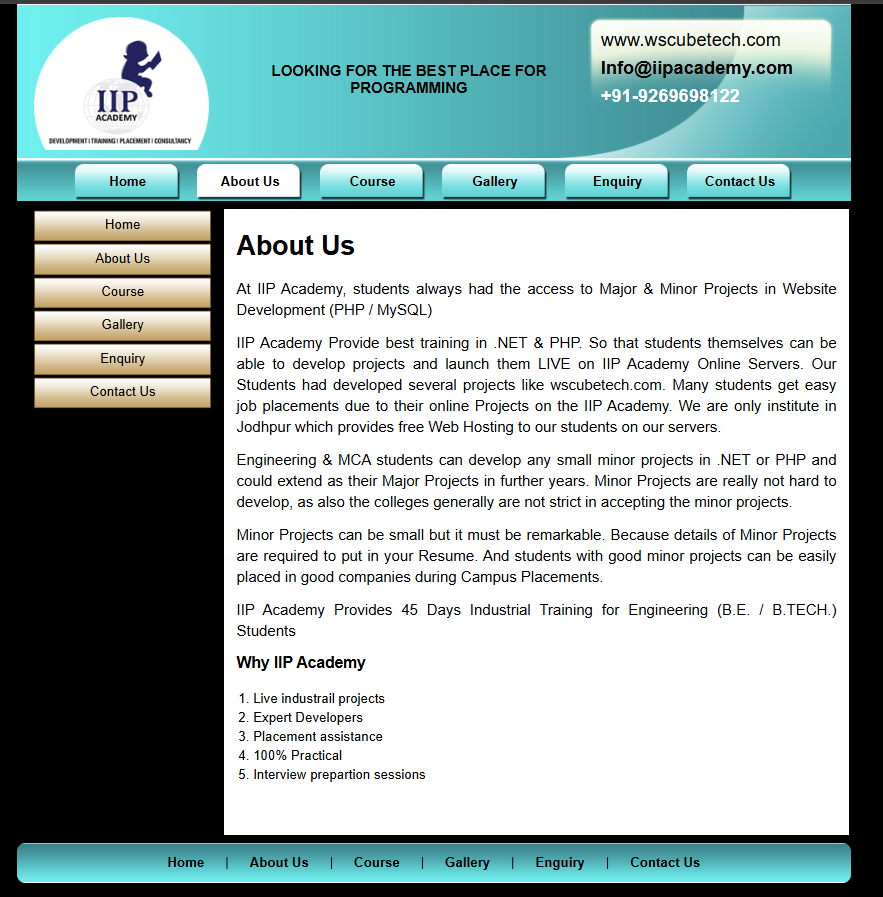 IIP
ACADEMY
DEVELOPMENT | TRAINING | PLACEMENT | CONSULTANCY
LOOKING FOR THE BEST PLACE FOR
PROGRAMMING
www.wscubetech.com
Info@iipacademy.com
+91-9269698122
Home About Us Course Gallery Enquiry Contact Us
Home
About Us
Course
Gallery
Enquiry
Contact Us
About Us
At IIP Academy, students always had the access to Major & Minor Projects in Website
Development (PHP / MySQL)
IIP Academy Provide best training in .NET & PHP. So that students themselves can be
able to develop projects and launch them LIVE on IIP Academy Online Servers. Our
Students had developed several projects like wscubetech.com. Many students get easy
job placements due to their online Projects on the IIP Academy. We are only institute in
Jodhpur which provides free Web Hosting to our students on our servers.
Engineering & MCA students can develop any small minor projects in .NET or PHP and
could extend as their Major Projects in further years. Minor Projects are really not hard to
develop, as also the colleges generally are not strict in accepting the minor projects.
Minor Projects can be small but it must be remarkable. Because details of Minor Projects
are required to put in your Resume. And students with good minor projects can be easily
placed in good companies during Campus Placements.
IIP Academy Provides 45 Days Industrial Training for Engineering (B.E. / B.TECH.)
Students
Why IIP Academy
1. Live industrail projects
2. Expert Developers
3. Placement assistance
4. 100% Practical
5. Interview prepartion sessions
Home | About Us | Course | Gallery | Enquiry | Contact Us